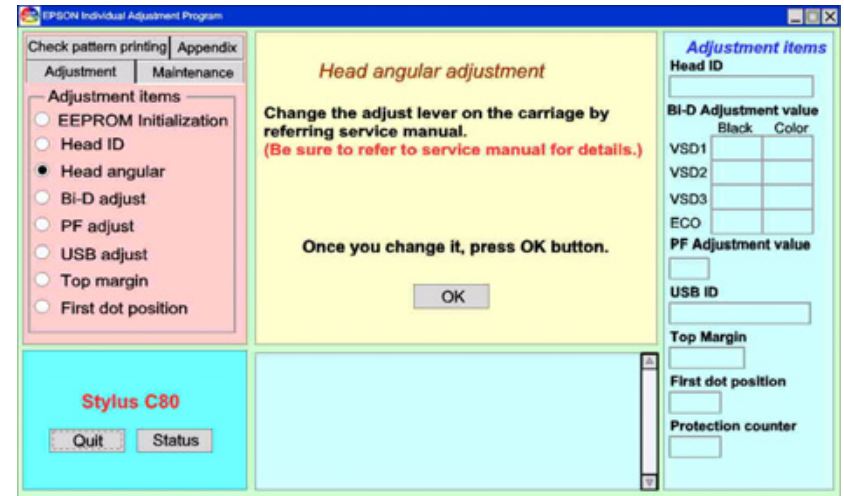 EPSON Individual Adjustment Program
Check pattern printing
Appendix
Adjustment
Maintenance
Adjustment items
EEPROM Initialization
Head ID
Head angular
Bi-D adjust
PF adjust
USB adjust
Top margin
First dot position
Head angular adjustment
Change the adjust lever on the carriage by
referring service manual.
(Be sure to refer to service manual for details.)
Once you change it, press OK button.
OK
Stylus C80
Quit
Status
Adjustment items
Head ID
Bi-D Adjustment value
Black Color
VSD1
VSD2
VSD3
ECO
PF Adjustment value
USB ID
Top Margin
First dot position
Protection counter